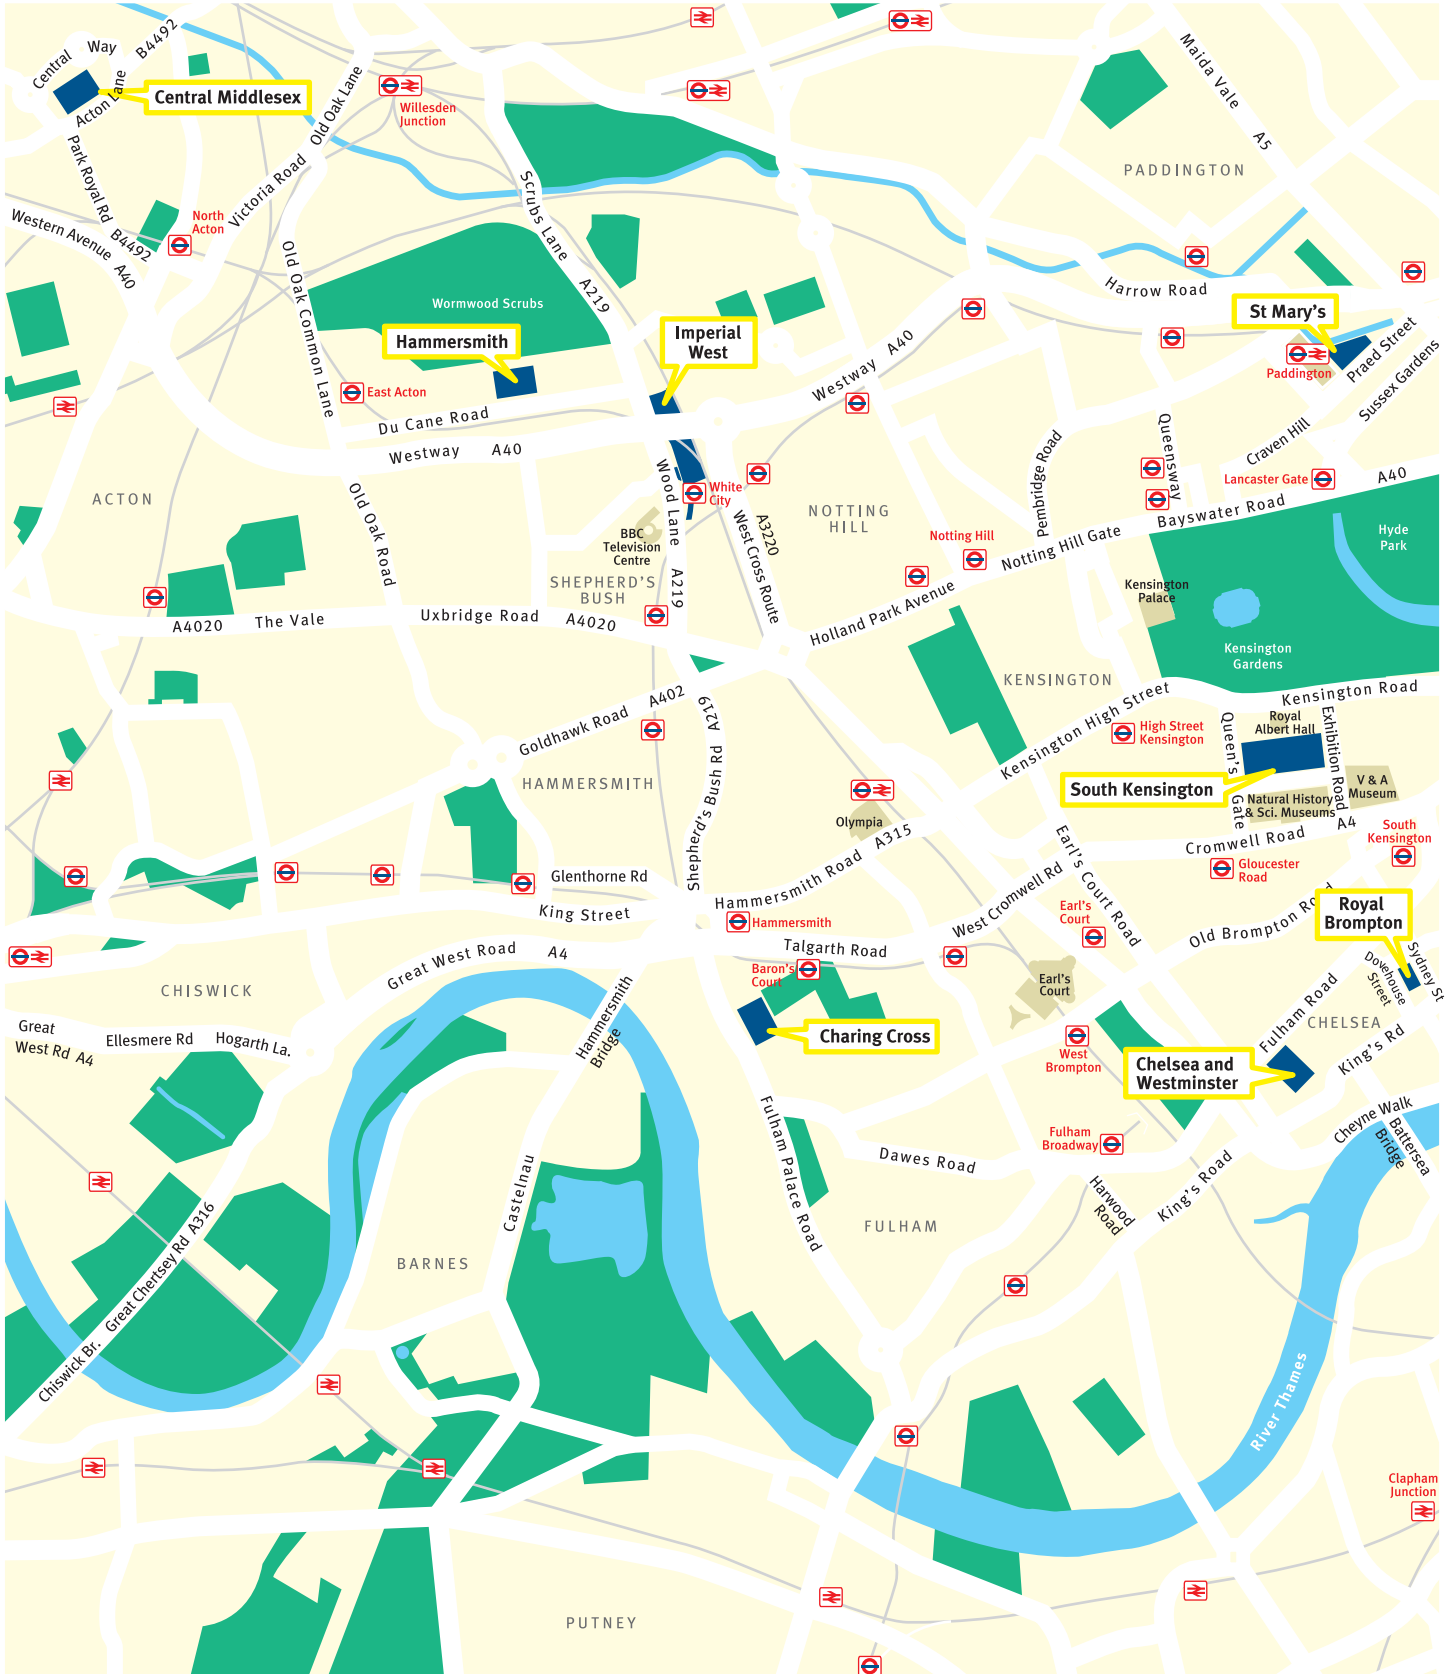 Central
Way
B4492
Central Middlesex
Acton Lane
Old Oak Lane
Willesden
Junction
Maida Vale
A5
PADDINGTON
Park Royal Rd
B4492
Victoria Road
North
Acton
Western Avenue A40
Scrubs Lane
A219
Old Oak Common Lane
Wormwood Scrubs
Hammersmith
Imperial
West
Harrow Road
St Mary's
Paddington
Praed Street
Sussex Gardens
Westway A40
East Acton
Du Cane Road
Westway A40
Queensway
Craven Hill
Lancaster Gate
A40
Bayswater Road
Pembridge Road
ACTON
Old Oak Road
Wood Lane
A219
White
City
BBC
Television
Centre
A3220
West Cross Route
NOTTING
HILL
Notting Hill
Notting Hill Gate
Hyde
Park
Kensington
Palace
SHEPHERD'S
BUSH
A4020
The Vale
Uxbridge Road
A4020
Holland Park Avenue
Kensington
Gardens
KENSINGTON
Kensington High Street
Kensington Road
Goldhawk Road
A402
A219
Shepherd's Bush Rd
High Street
Kensington
Queen's
Gate
Royal
Albert Hall
Exhibition Road
South Kensington
V & A
Museum
Natural History
& Sci. Museums
HAMMERSMITH
Olympia
Hammersmith Road
A315
Cromwell Road
A4
South
Kensington
Gloucester
Road
Earl's Court Road
Glenthorne Rd
King Street
Hammersmith
West Cromwell Rd
Earl's
Court
Old Brompton Road
Royal
Brompton
Great West Road
A4
Talgarth Road
Baron's
Court
Earl's
Court
Dovehouse
Street
Sydney St
CHISWICK
Hammersmith
Bridge
Charing Cross
Fulham Road
CHELSEA
King's Rd
Great
West Rd A4
Ellesmere Rd
Hogarth La.
West
Brompton
Chelsea and
Westminster
Cheyne Walk
Battersea
Bridge
Fulham Palace Road
Fulham
Broadway
Dawes Road
Harwood
Road
King's Road
Castelnau
FULHAM
BARNES
Chiswick Br.
Great Chertsey Rd A316
River Thames
Clapham
Junction
PUTNEY